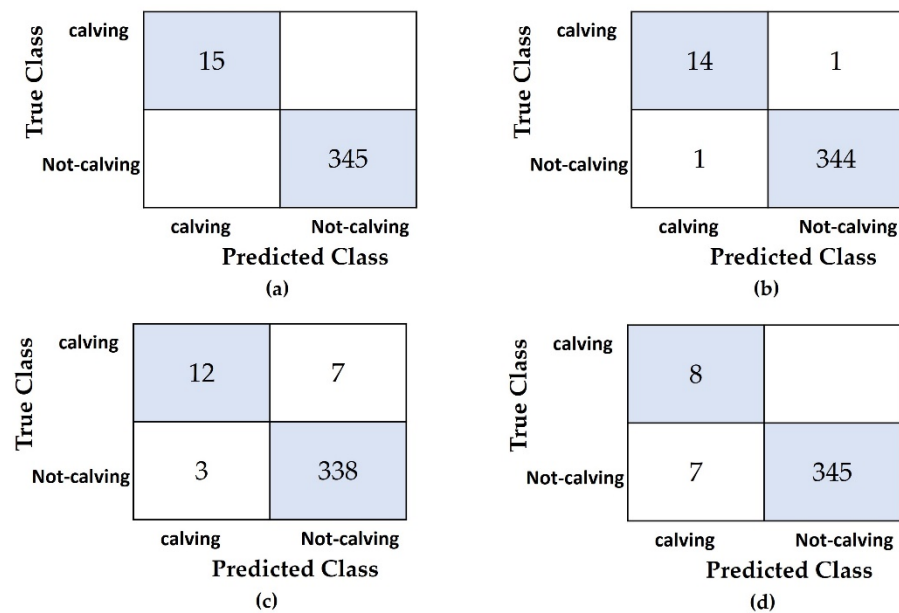 True Class
calving
15
Not-calving
345
calving
Not-calving
Predicted Class
(a)
True Class
calving
14 1
Not-calving
1 344
calving
Not-calving
Predicted Class
(b)
True Class
calving
12 7
Not-calving
3 338
calving
Not-calving
Predicted Class
(c)
True Class
calving
8
Not-calving
7 345
calving
Not-calving
Predicted Class
(d)